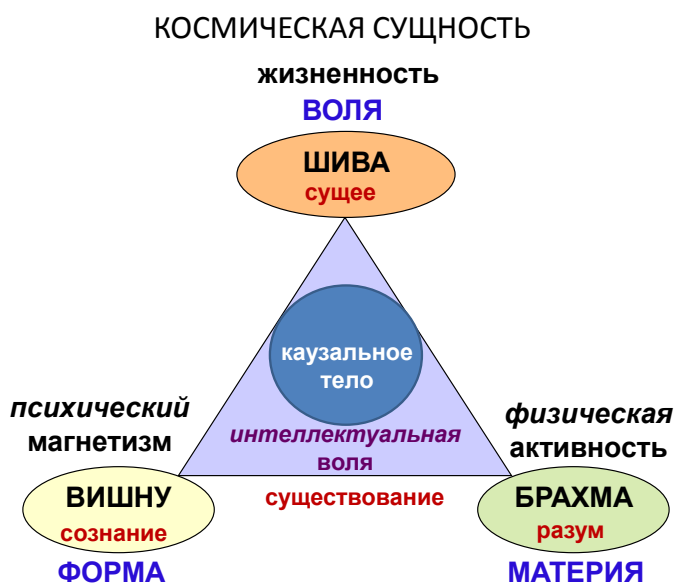 КОСМИЧЕСКАЯ СУЩНОСТЬ
жизненность
ВОЛЯ
ШИВА
сущее
каузальное
тело
психический
магнетизм
физическая
активность
интеллектуальная
воля
существование
ВИШНУ
сознание
ФОРМА
БРАХМА
разум
МАТЕРИЯ